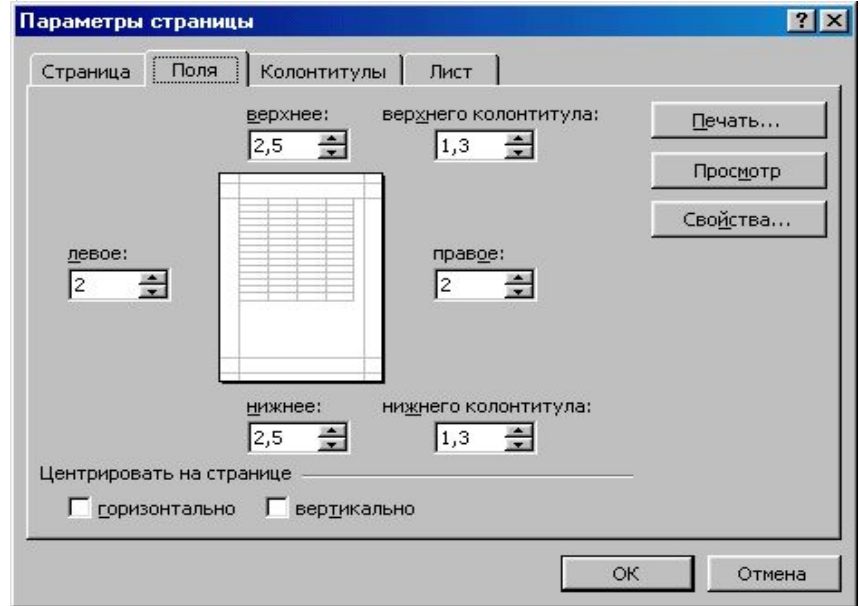 Параметры страницы
Страница Поля Колонтитулы Лист
верхнее: верхнего колонтитула:
2,5 1,3
Печать...
Просмотр
Свойства...
левое: правое:
2 2
нижнее: нижнего колонтитула:
2,5 1,3
Центрировать на странице
горизонтально вертикально
OK Отмена